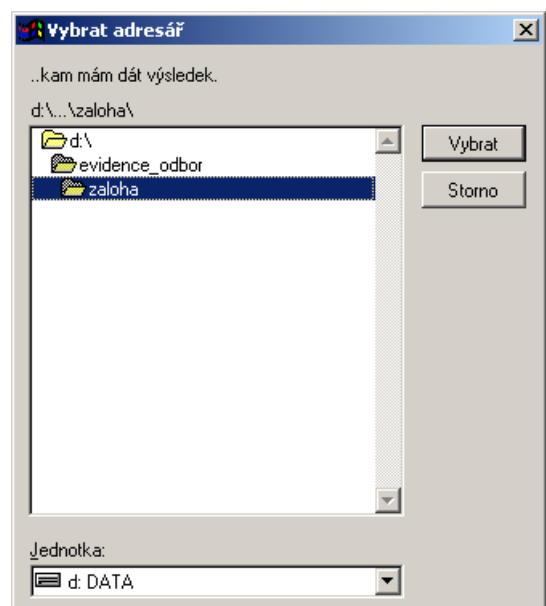 Vybrat adresář
..kam mám dát výsledek.
d:\...\zaloha\
d:\
evidence_odbor
zaloha
Vybrat
Storno
Jednotka:
d: DATA